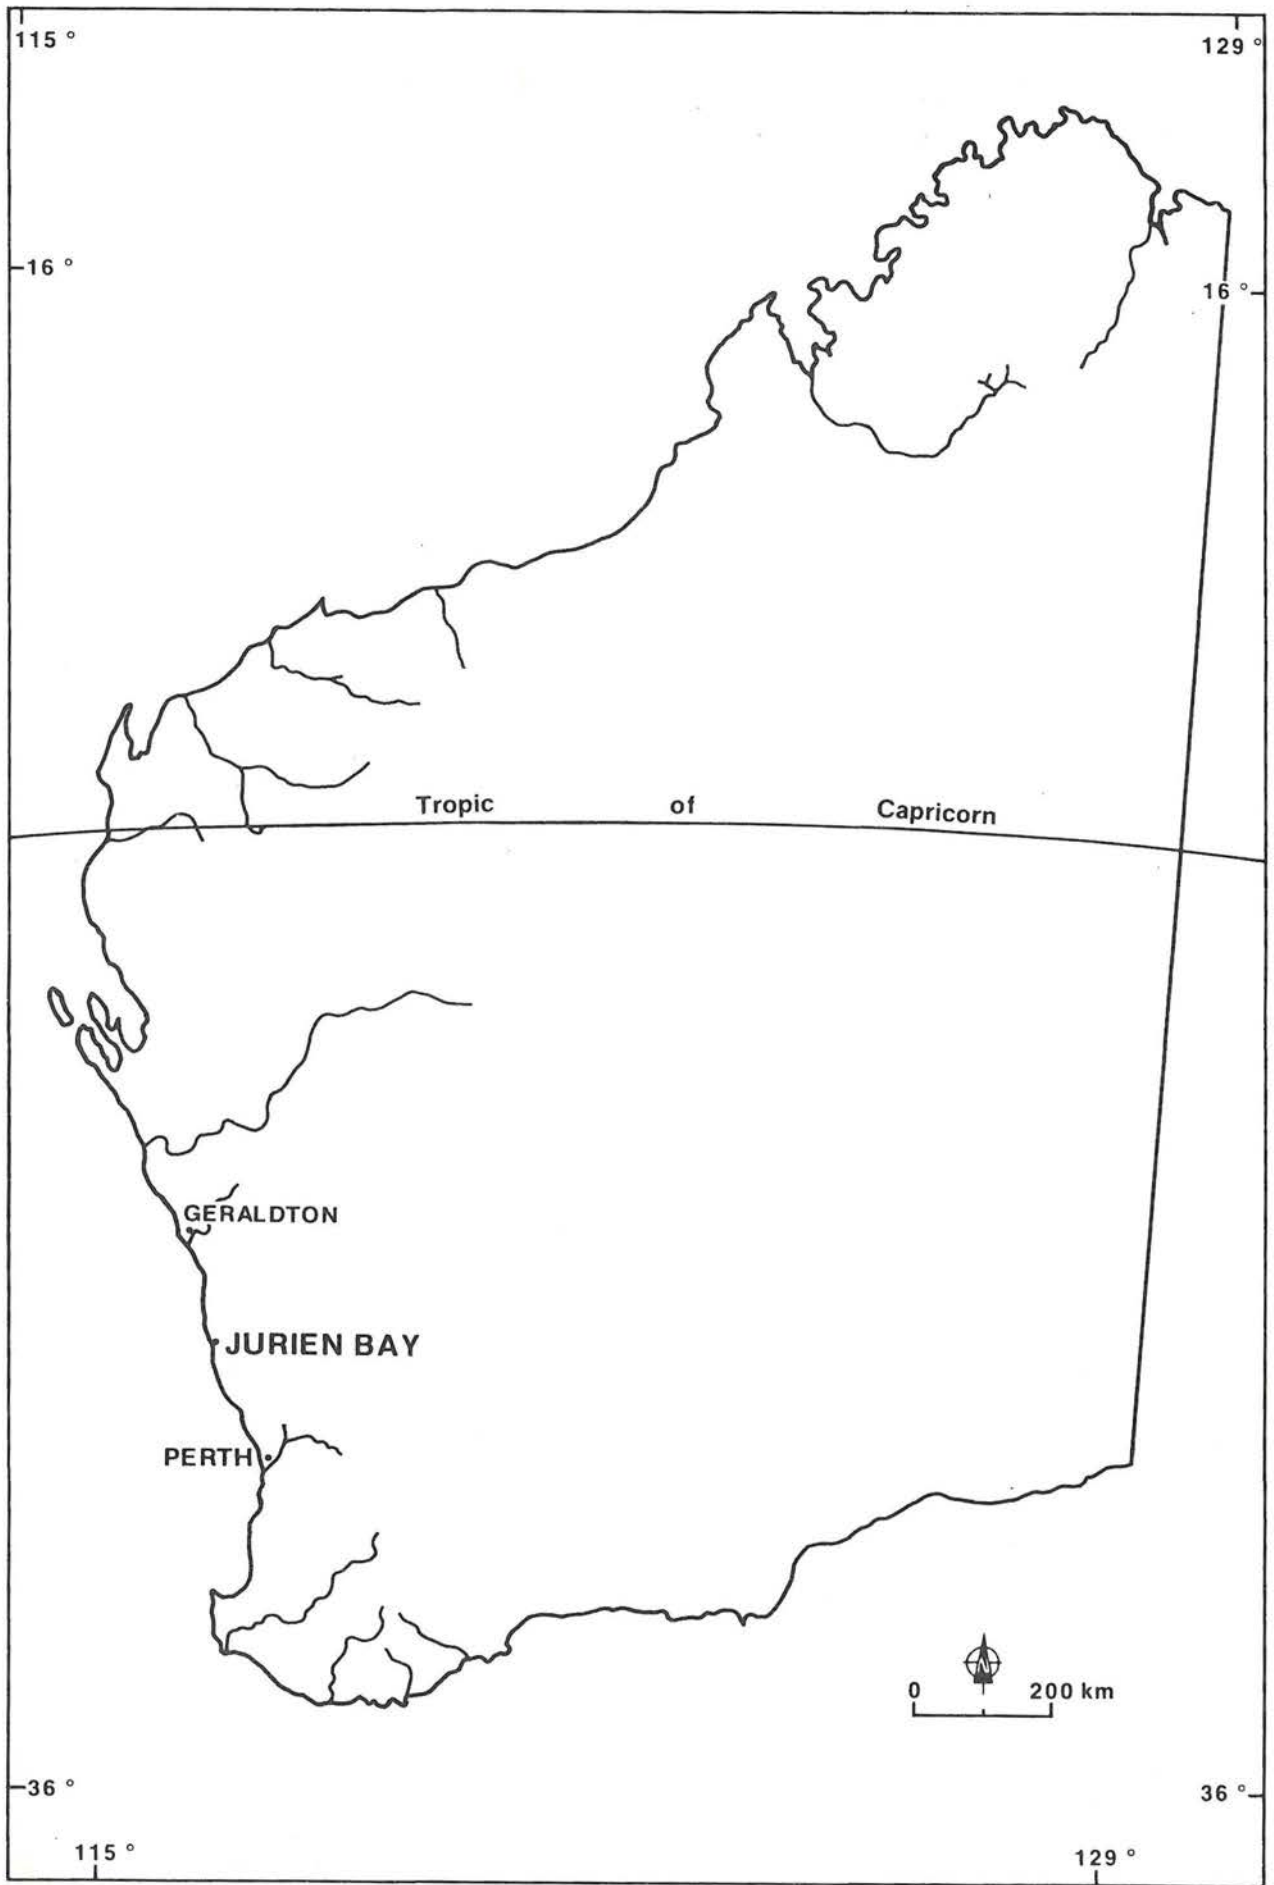 115 °
129 °
16 °
16 °
Tropic of Capricorn
GERALDTON
JURIEN BAY
PERTH
N
0 200 km
36 °
36 °
115 °
129 °